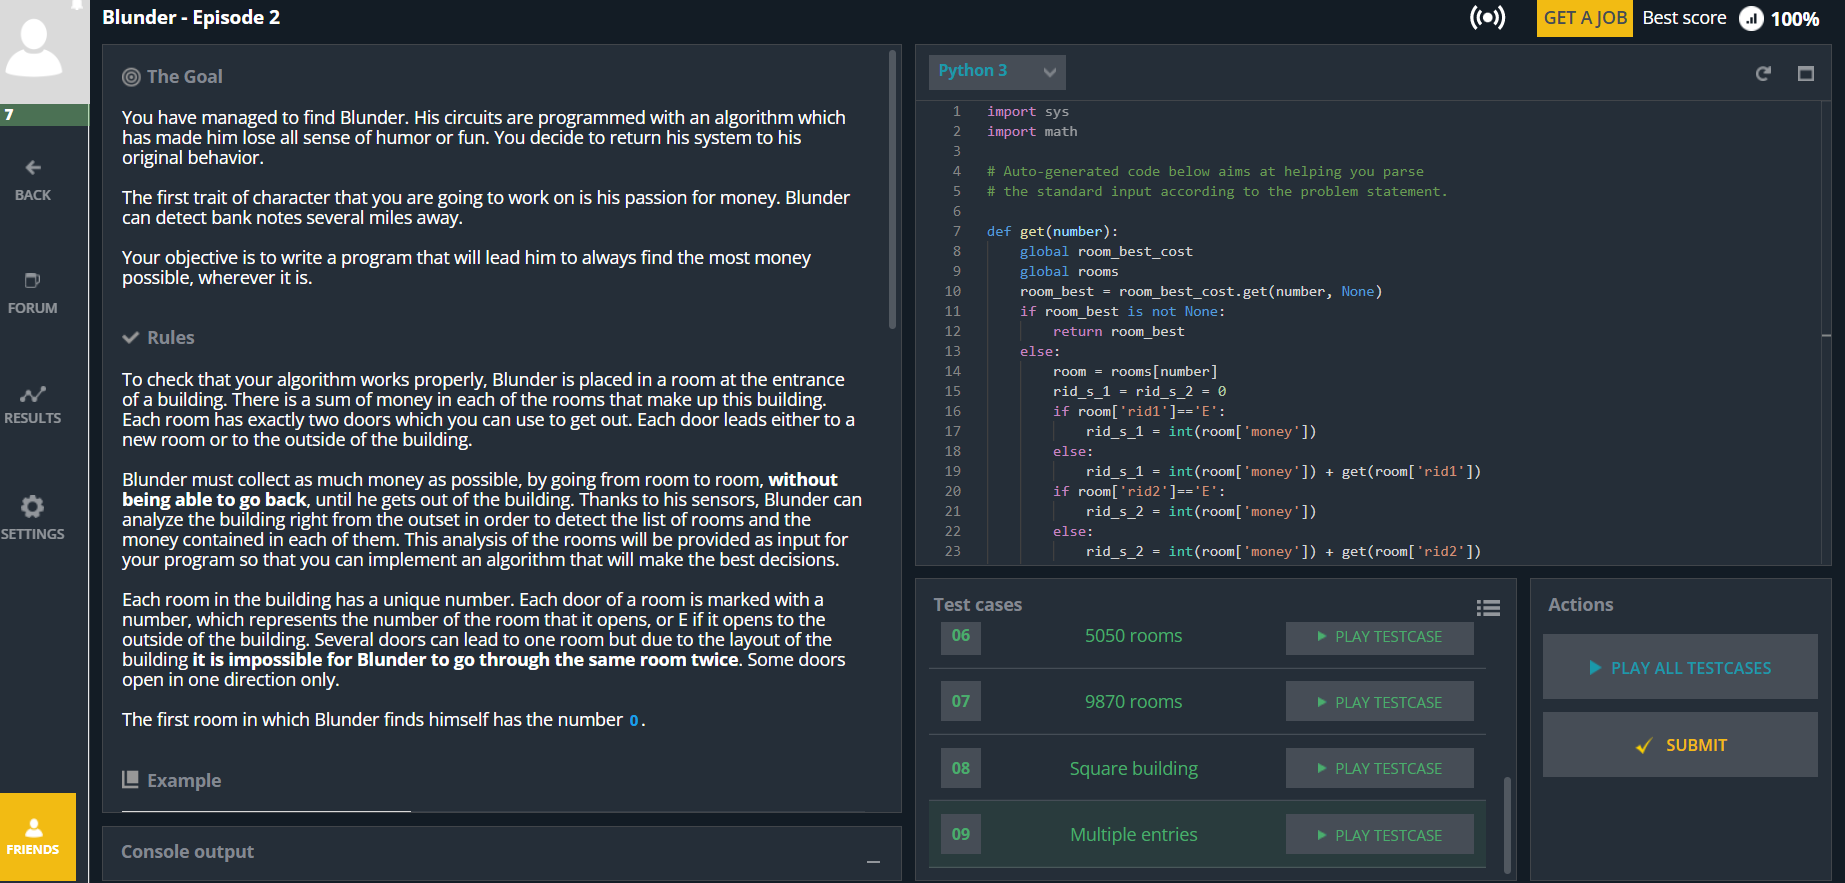 Blunder - Episode 2
GET A JOB
Best score
100%
7
BACK
FORUM
RESULTS
SETTINGS
FRIENDS
The Goal
You have managed to find Blunder. His circuits are programmed with an algorithm which
has made him lose all sense of humor or fun. You decide to return his system to his
original behavior.
The first trait of character that you are going to work on is his passion for money. Blunder
can detect bank notes several miles away.
Your objective is to write a program that will lead him to always find the most money
possible, wherever it is.
Rules
To check that your algorithm works properly, Blunder is placed in a room at the entrance
of a building. There is a sum of money in each of the rooms that make up this building.
Each room has exactly two doors which you can use to get out. Each door leads either to a
new room or to the outside of the building.
Blunder must collect as much money as possible, by going from room to room, without
being able to go back, until he gets out of the building. Thanks to his sensors, Blunder can
analyze the building right from the outset in order to detect the list of rooms and the
money contained in each of them. This analysis of the rooms will be provided as input for
your program so that you can implement an algorithm that will make the best decisions.
Each room in the building has a unique number. Each door of a room is marked with a
number, which represents the number of the room that it opens, or E if it opens to the
outside of the building. Several doors can lead to one room but due to the layout of the
building it is impossible for Blunder to go through the same room twice. Some doors
open in one direction only.
The first room in which Blunder finds himself has the number 0.
Example
Console output
Python 3
1 import sys
2 import math
3
4 # Auto-generated code below aims at helping you parse
5 # the standard input according to the problem statement.
6
7 def get(number):
8 global room_best_cost
9 global rooms
10 room_best = room_best_cost.get(number, None)
11 if room_best is not None:
12 return room_best
13 else:
14 room = rooms[number]
15 rid_s_1 = rid_s_2 = 0
16 if room['rid1']=='E':
17 rid_s_1 = int(room['money'])
18 else:
19 rid_s_1 = int(room['money']) + get(room['rid1'])
20 if room['rid2']=='E':
21 rid_s_2 = int(room['money'])
22 else:
23 rid_s_2 = int(room['money']) + get(room['rid2'])
Test cases
06 5050 rooms PLAY TESTCASE
07 9870 rooms PLAY TESTCASE
08 Square building PLAY TESTCASE
09 Multiple entries PLAY TESTCASE
Actions
PLAY ALL TESTCASES
SUBMIT